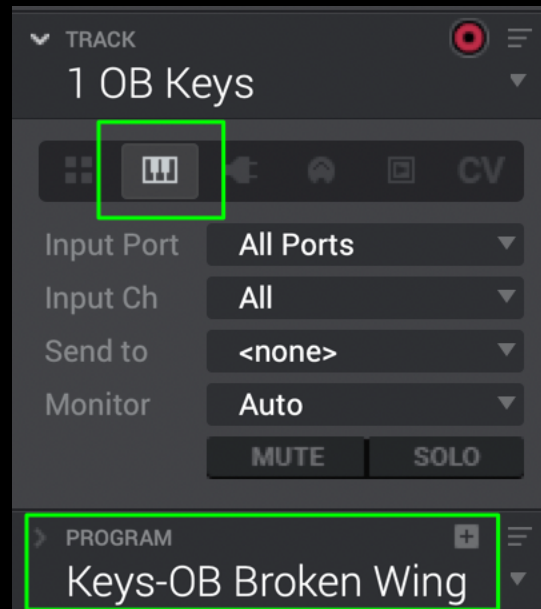 TRACK
1 OB Keys
CV
Input Port All Ports
Input Ch All
Send to <none>
Monitor Auto
MUTE SOLO
PROGRAM
Keys-OB Broken Wing